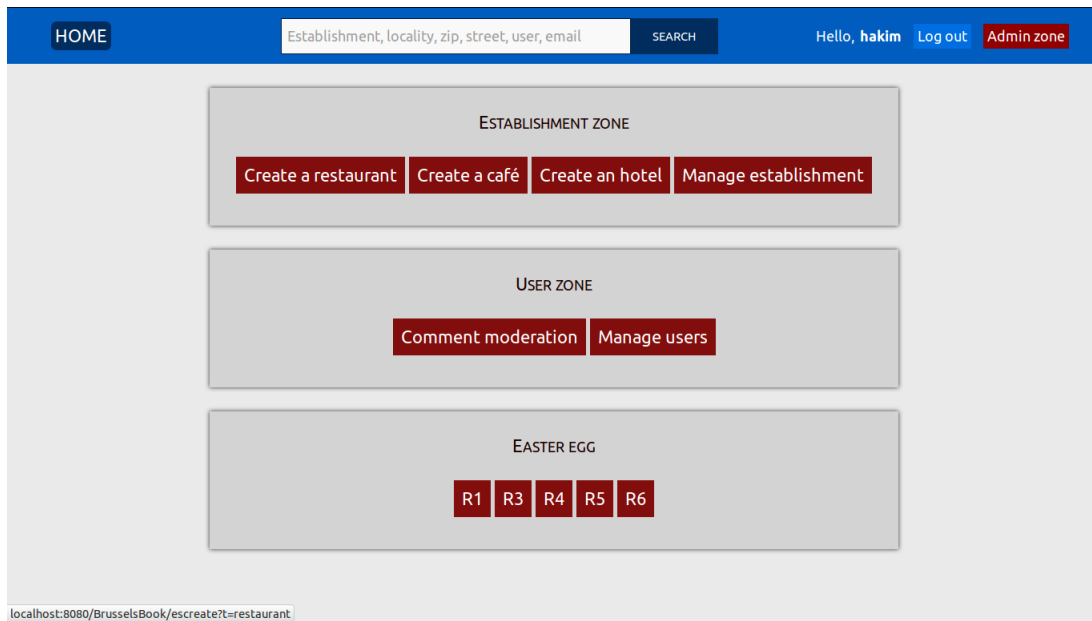 HOME Establishment, locality, zip, street, user, email SEARCH Hello, hakim Log out Admin zone
ESTABLISHMENT ZONE
Create a restaurant Create a café Create an hotel Manage establishment
USER ZONE
Comment moderation Manage users
EASTER EGG
R1 R3 R4 R5 R6
localhost:8080/BrusselsBook/escreate?t=restaurant